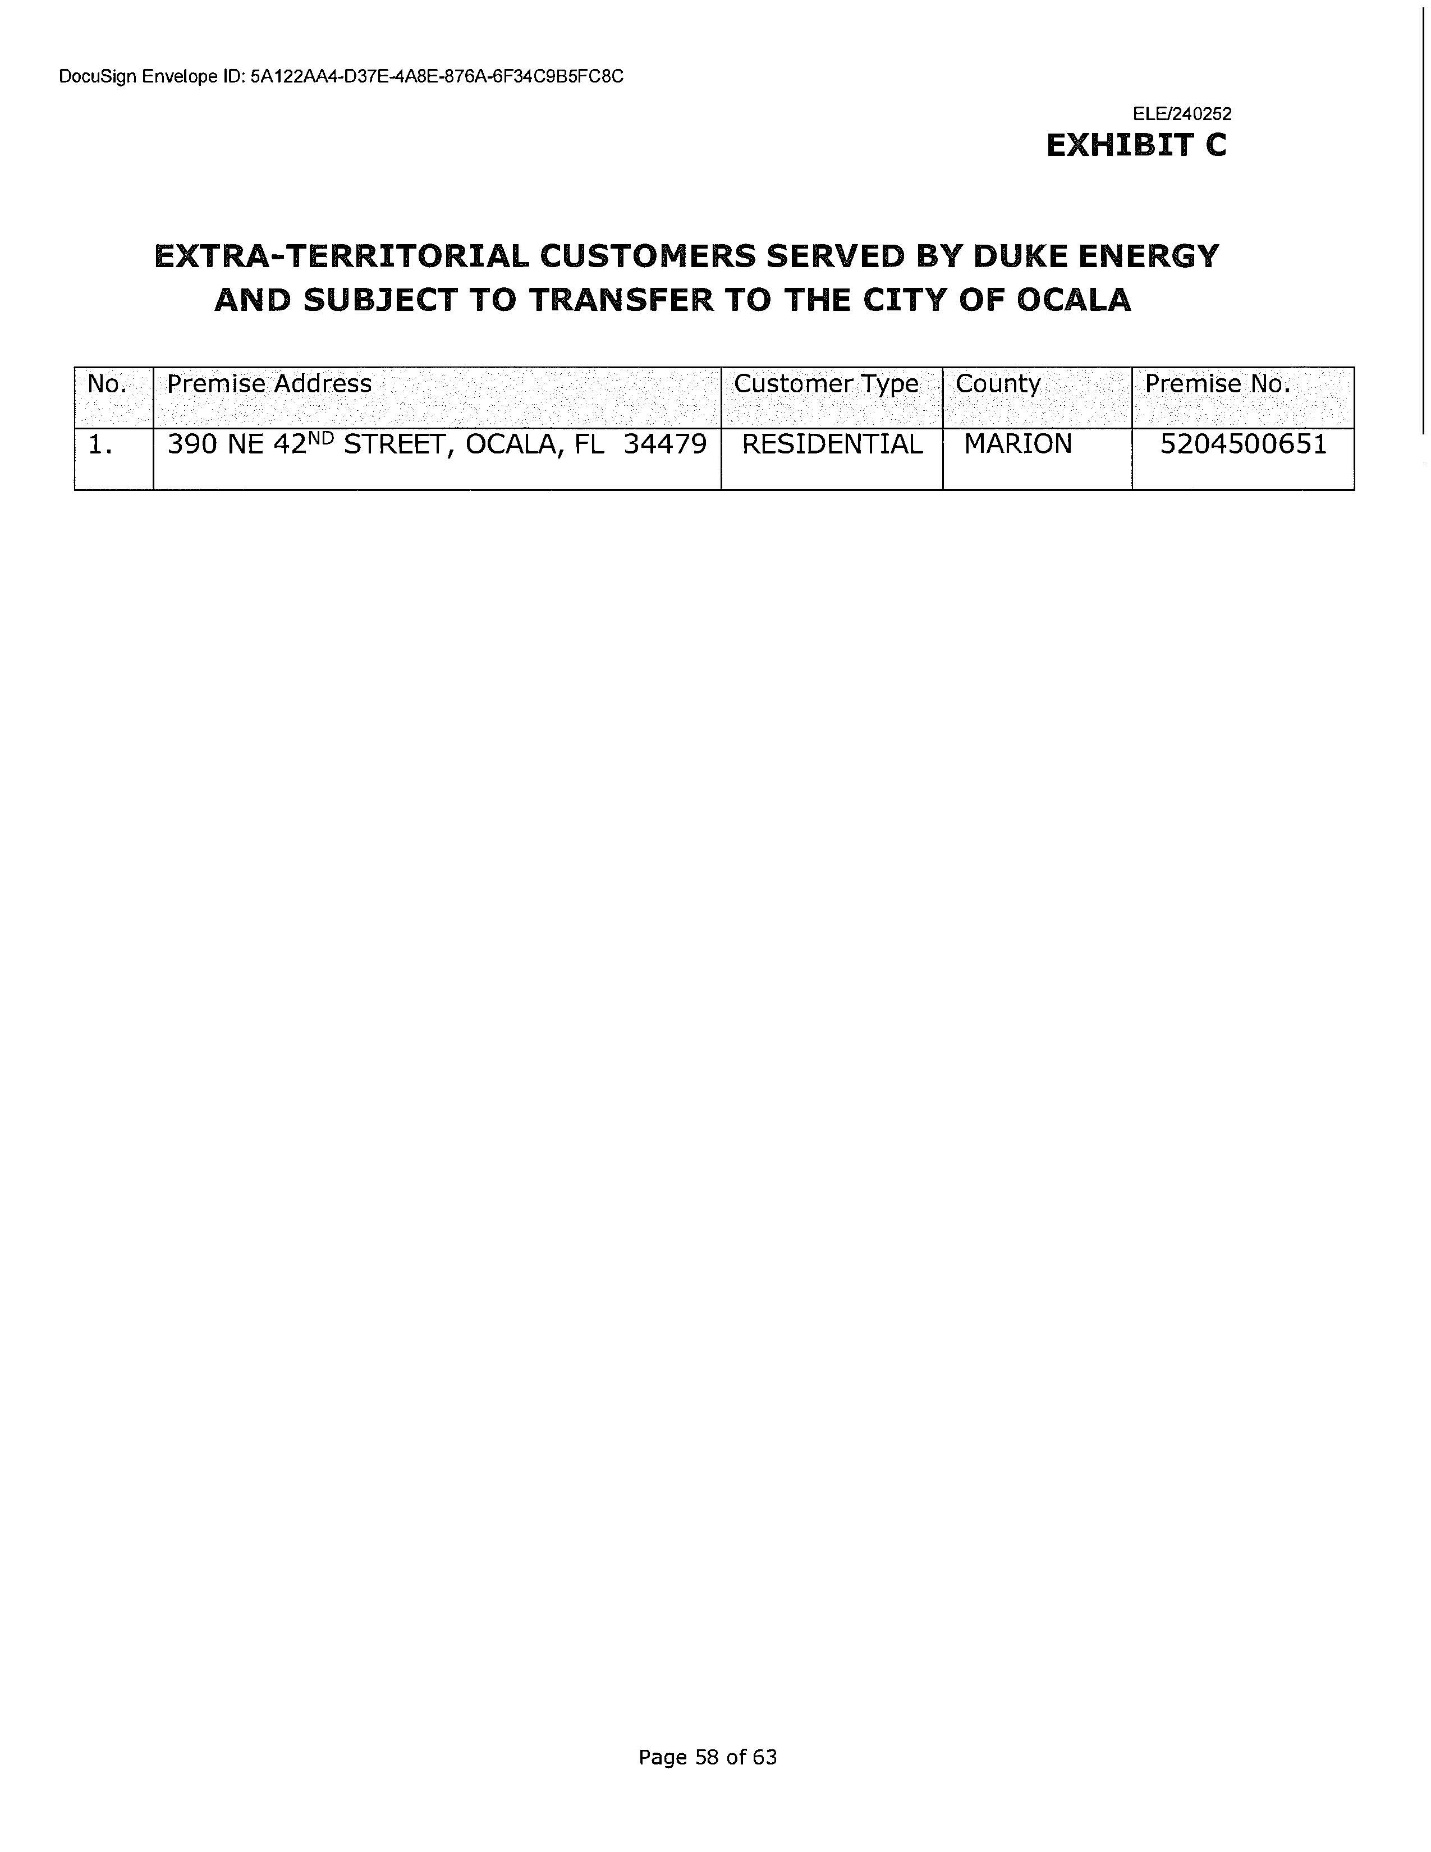 DocuSign Envelope ID: 5A122AA4-D37E-4A8E-876A-6F34C9B5FC8C
ELE/240252
EXHIBIT C
EXTRA-TERRITORIAL CUSTOMERS SERVED BY DUKE ENERGY
AND SUBJECT TO TRANSFER TO THE CITY OF OCALA
No. Premise Address Customer Type County Premise No.
1. 390 NE 42ND STREET, OCALA, FL 34479 RESIDENTIAL MARION 5204500651
Page 58 of 63